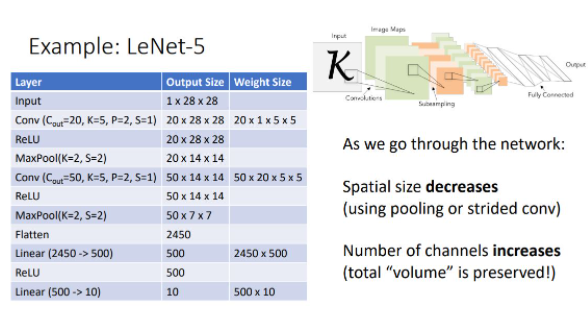 Example: LeNet-5
Layer Output Size Weight Size
Input 1 x 28 x 28
Conv (Cout=20, K=5, P=2, S=1) 20 x 28 x 28 20 x 1 x 5 x 5
ReLU 20 x 28 x 28
MaxPool(K=2, S=2) 20 x 14 x 14
Conv (Cout=50, K=5, P=2, S=1) 50 x 14 x 14 50 x 20 x 5 x 5
ReLU 50 x 14 x 14
MaxPool(K=2, S=2) 50 x 7 x 7
Flatten 2450
Linear (2450 -> 500) 500 2450 x 500
ReLU 500
Linear (500 -> 10) 10 500 x 10
Input
Image Maps
Output
K
Convolutions
Subsampling
Fully Connected
As we go through the network:
Spatial size decreases
(using pooling or strided conv)
Number of channels increases
(total “volume” is preserved!)